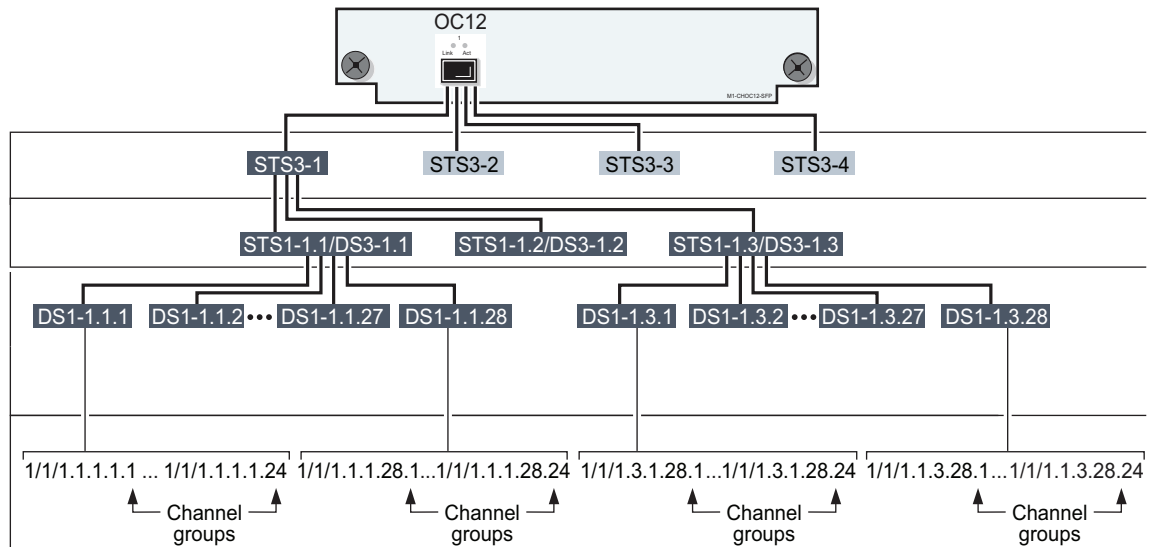 OC12
1
Link Act
M1-CHOC12-SFP
STS3-1 STS3-2 STS3-3 STS3-4
STS1-1.1/DS3-1.1 STS1-1.2/DS3-1.2 STS1-1.3/DS3-1.3
DS1-1.1.1 DS1-1.1.2 ••• DS1-1.1.27 DS1-1.1.28 DS1-1.3.1 DS1-1.3.2 ••• DS1-1.3.27 DS1-1.3.28
1/1/1.1.1.1.1.1 ... 1/1/1.1.1.1.1.24 1/1/1.1.1.28.1...1/1/1.1.1.28.24 1/1/1.3.1.28.1...1/1/1.3.1.28.24 1/1/1.1.3.28.1...1/1/1.1.3.28.24
Channel groups Channel groups Channel groups Channel groups